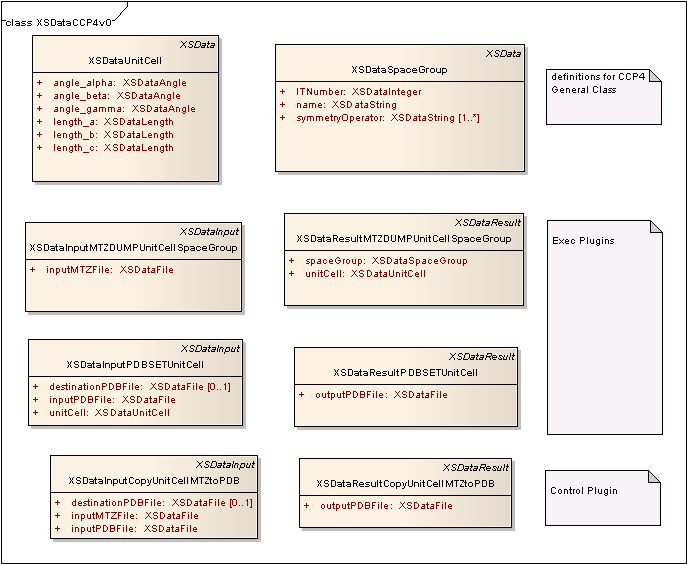 class XSDataCCP4v0
XSData
XSDataUnitCell
+ angle_alpha: XSDataAngle
+ angle_beta: XSDataAngle
+ angle_gamma: XSDataAngle
+ length_a: XSDataLength
+ length_b: XSDataLength
+ length_c: XSDataLength
XSData
XSDataSpaceGroup
+ ITNumber: XSDataInteger
+ name: XSDataString
+ symmetryOperator: XSDataString [1..*]
definitions for CCP4
General Class
XSDataInput
XSDataInputMTZDUMPUnitCellSpaceGroup
+ inputMTZFile: XSDataFile
XSDataResult
XSDataResultMTZDUMPUnitCellSpaceGroup
+ spaceGroup: XSDataSpaceGroup
+ unitCell: XSDataUnitCell
Exec Plugins
XSDataInput
XSDataInputPDBSETUnitCell
+ destinationPDBFile: XSDataFile [0..1]
+ inputPDBFile: XSDataFile
+ unitCell: XSDataUnitCell
XSDataResult
XSDataResultPDBSETUnitCell
+ outputPDBFile: XSDataFile
XSDataInput
XSDataInputCopyUnitCellMTZtoPDB
+ destinationPDBFile: XSDataFile [0..1]
+ inputMTZFile: XSDataFile
+ inputPDBFile: XSDataFile
XSDataResult
XSDataResultCopyUnitCellMTZtoPDB
+ outputPDBFile: XSDataFile
Control Plugin